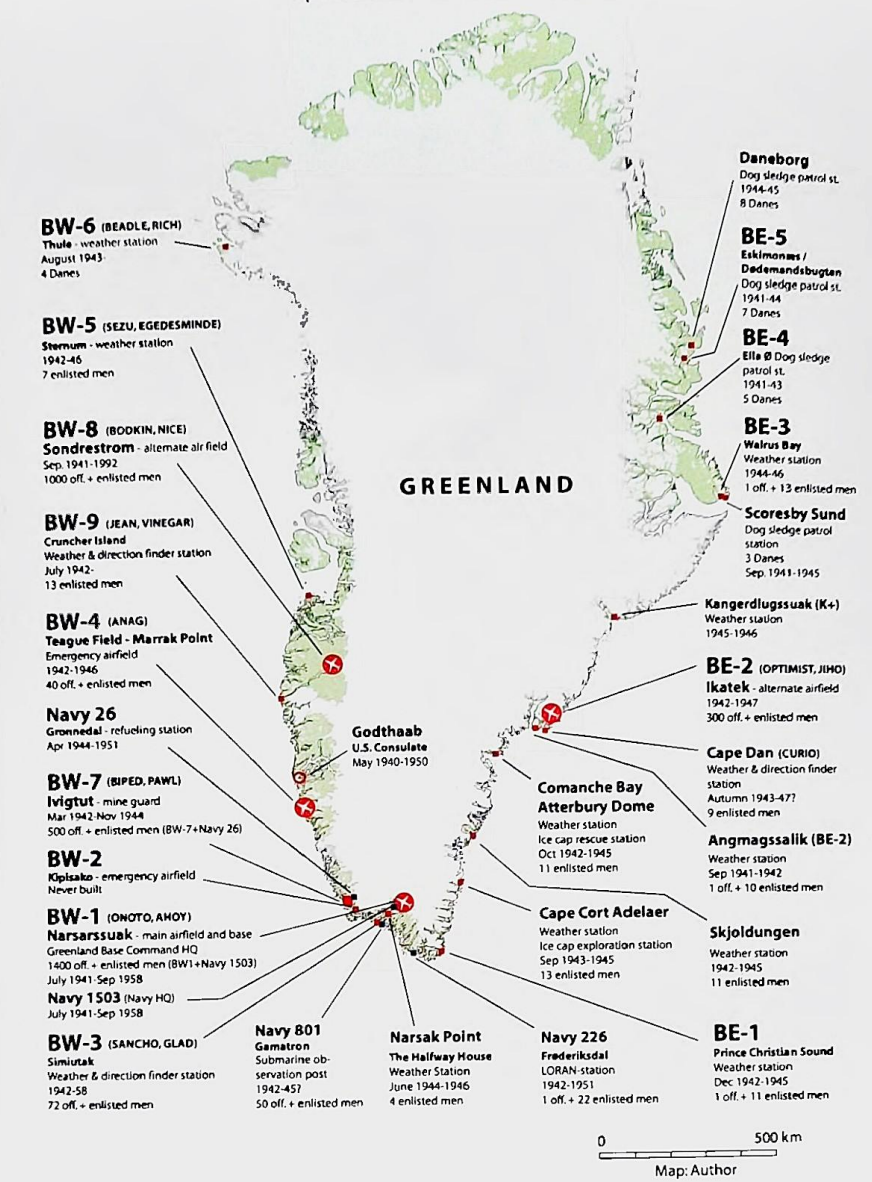 BW-6 (BEADLE, RICH)
Thule - weather station
August 1943-
4 Danes
BW-5 (SEZU, EGEDESMINDE)
Sternum - weather station
1942-46
7 enlisted men
BW-8 (BODKIN, NICE)
Sondrestrom - alternate air field
Sep. 1941-1992
1000 off. + enlisted men
BW-9 (JEAN, VINEGAR)
Cruncher Island
Weather & direction finder station
July 1942-
13 enlisted men
BW-4 (ANAG)
Teague Field - Marrak Point
Emergency airfield
1942-1946
40 off. + enlisted men
Navy 26
Gronnedal - refueling station
Apr 1944-1951
BW-7 (BIPED, PAWL)
Ivigtut - mine guard
Mar 1942-Nov 1944
500 off. + enlisted men (BW-7+Navy 26)
BW-2
Kipisako - emergency airfield
Never built
BW-1 (ONOTO, AHOY)
Narsarssuak - main airfield and base
Greenland Base Command HQ
1400 off. + enlisted men (BW1+Navy 1503)
July 1941-Sep 1958
Navy 1503 (Navy HQ)
July 1941-Sep 1958
BW-3 (SANCHO, GLAD)
Simiutak
Weather & direction finder station
1942-58
72 off. + enlisted men
GREENLAND
Godthaab
U.S. Consulate
May 1940-1950
Navy 801
Gamatron
Submarine ob-
servation post
1942-45?
50 off. + enlisted men
Narsak Point
The Halfway House
Weather Station
June 1944-1946
4 enlisted men
Navy 226
Frederiksdal
LORAN-station
1942-1951
1 off. + 22 enlisted men
BE-1
Prince Christian Sound
Weather station
Dec 1942-1945
1 off. + 11 enlisted men
Daneborg
Dog sledge patrol st.
1944-45
8 Danes
BE-5
Eskimonæs /
Dødemandsbugten
Dog sledge patrol st.
1941-44
7 Danes
BE-4
Ella Ø Dog sledge
patrol st.
1941-43
5 Danes
BE-3
Walrus Bay
Weather station
1944-46
1 off. + 13 enlisted men
Scoresby Sund
Dog sledge patrol
station
3 Danes
Sep. 1941-1945
Kangerdlugssuak (K+)
Weather station
1945-1946
BE-2 (OPTIMIST, JIHO)
Ikatek - alternate airfield
1942-1947
300 off. + enlisted men
Cape Dan (CURIO)
Weather & direction finder
station
Autumn 1943-47?
9 enlisted men
Angmagssalik (BE-2)
Weather station
Sep 1941-1942
1 off. + 10 enlisted men
Comanche Bay
Atterbury Dome
Weather station
Ice cap rescue station
Oct 1942-1945
11 enlisted men
Cape Cort Adelaer
Weather station
Ice cap exploration station
Sep 1943-1945
13 enlisted men
Skjoldungen
Weather station
1942-1945
11 enlisted men
0 500 km
Map: Author